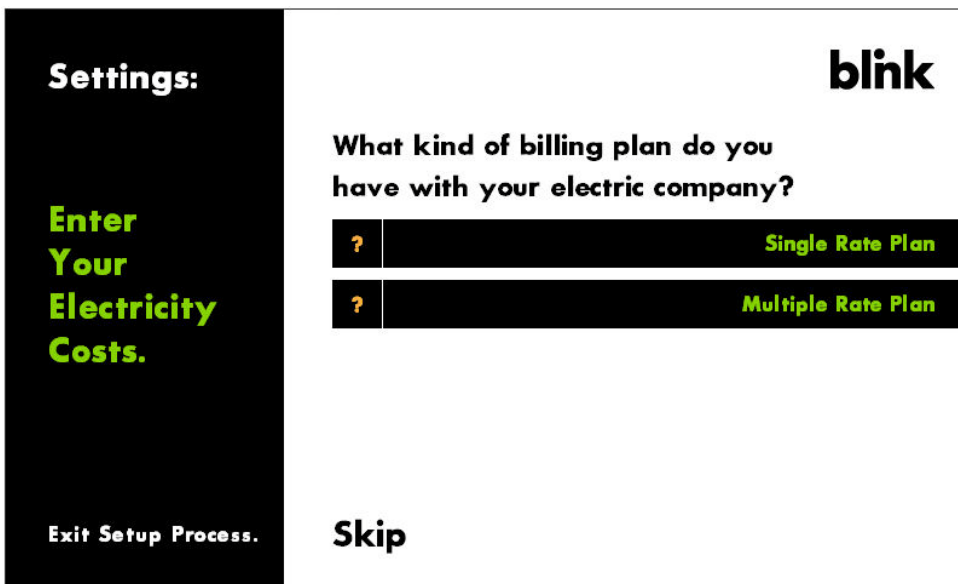 Settings:
Enter
Your
Electricity
Costs.
Exit Setup Process.
blink
What kind of billing plan do you
have with your electric company?
? Single Rate Plan
? Multiple Rate Plan
Skip